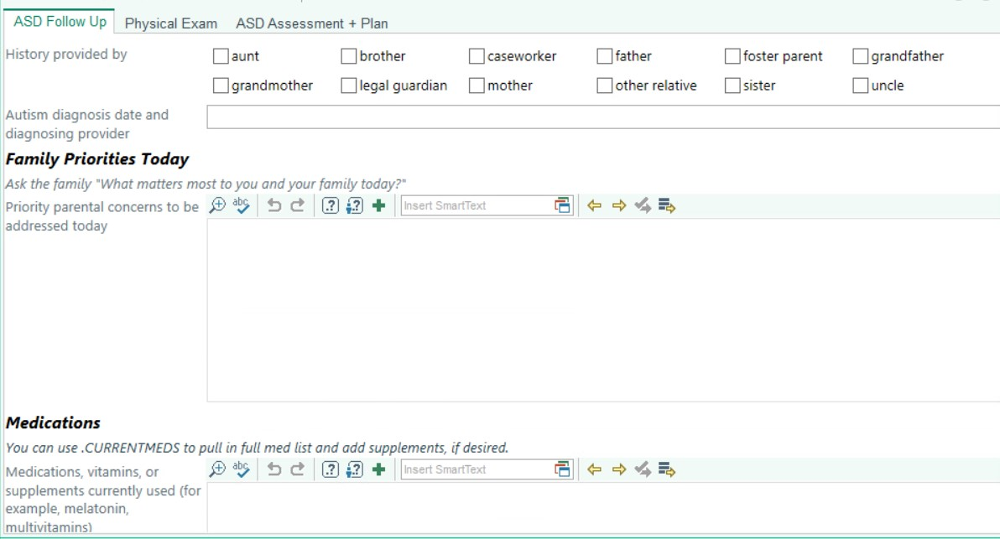 ASD Follow Up Physical Exam ASD Assessment + Plan
History provided by aunt brother caseworker father foster parent grandfather
grandmother legal guardian mother other relative sister uncle
Autism diagnosis date and
diagnosing provider
Family Priorities Today
Ask the family "What matters most to you and your family today?"
Priority parental concerns to be abc Insert SmartText
addressed today
Medications
You can use .CURRENTMEDS to pull in full med list and add supplements, if desired.
Medications, vitamins, or abc Insert SmartText
supplements currently used (for
example, melatonin,
multivitamins)